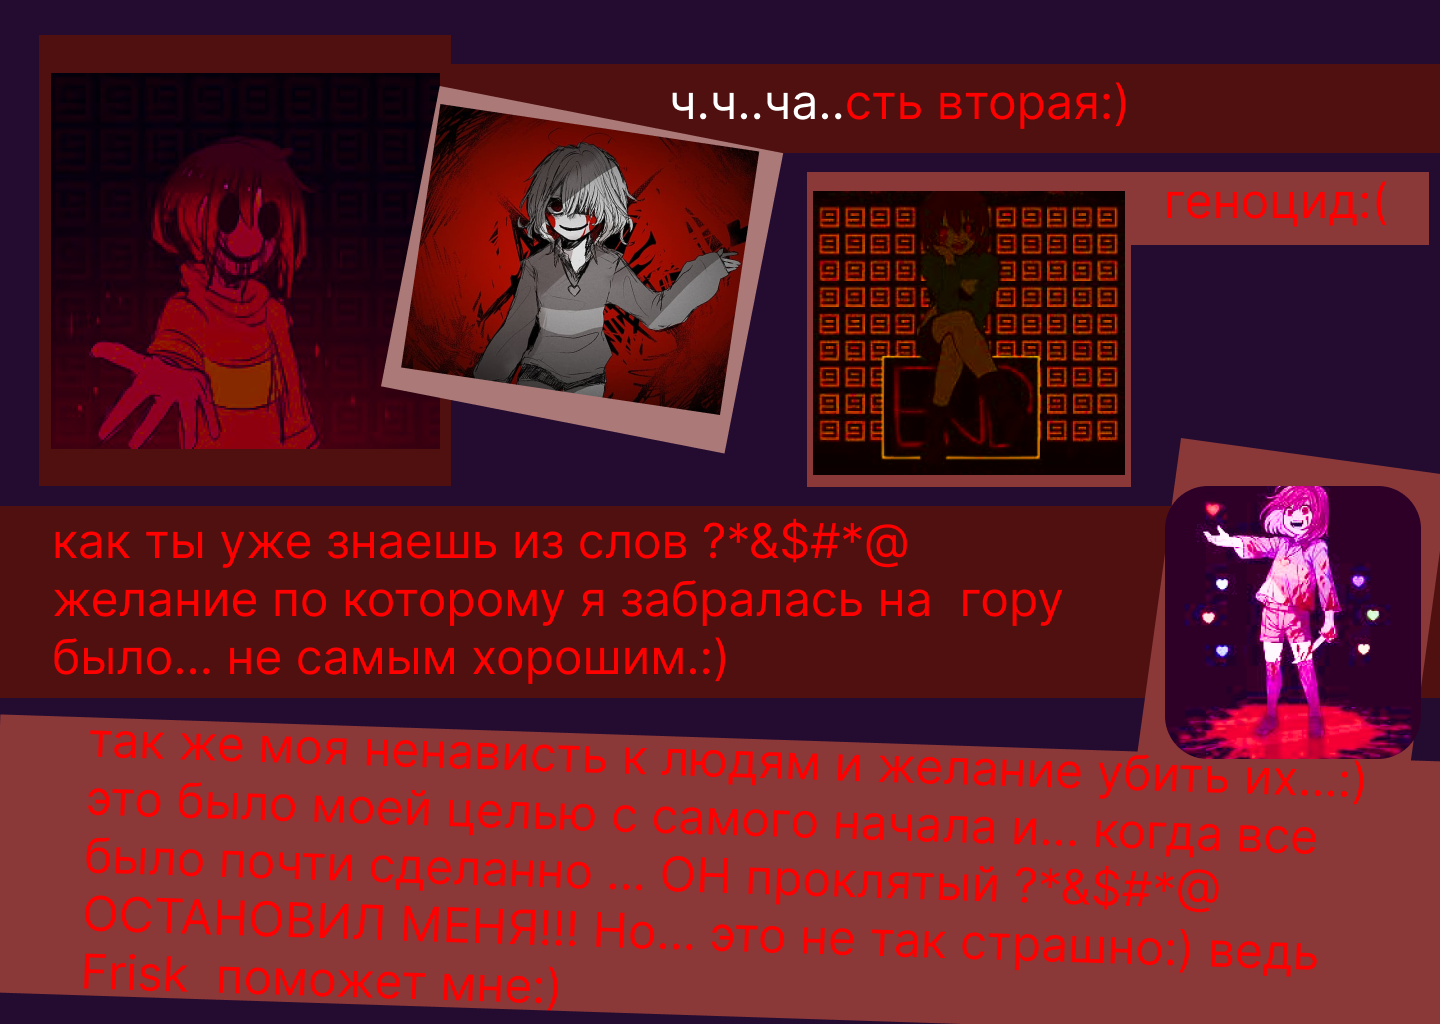 ч.ч..ча..сть вторая:)
геноцид:(
END
как ты уже знаешь из слов ?*&$#*@
желание по которому я забралась на гору
было... не самым хорошим.:)
так же моя ненависть к людям и желание убить их...:)
это было моей целью с самого начала и... когда все
было почти сделанно ... ОН проклятый ?*&$#*@
ОСТАНОВИЛ МЕНЯ!!! Но... это не так страшно:) ведь
Frisk поможет мне:)